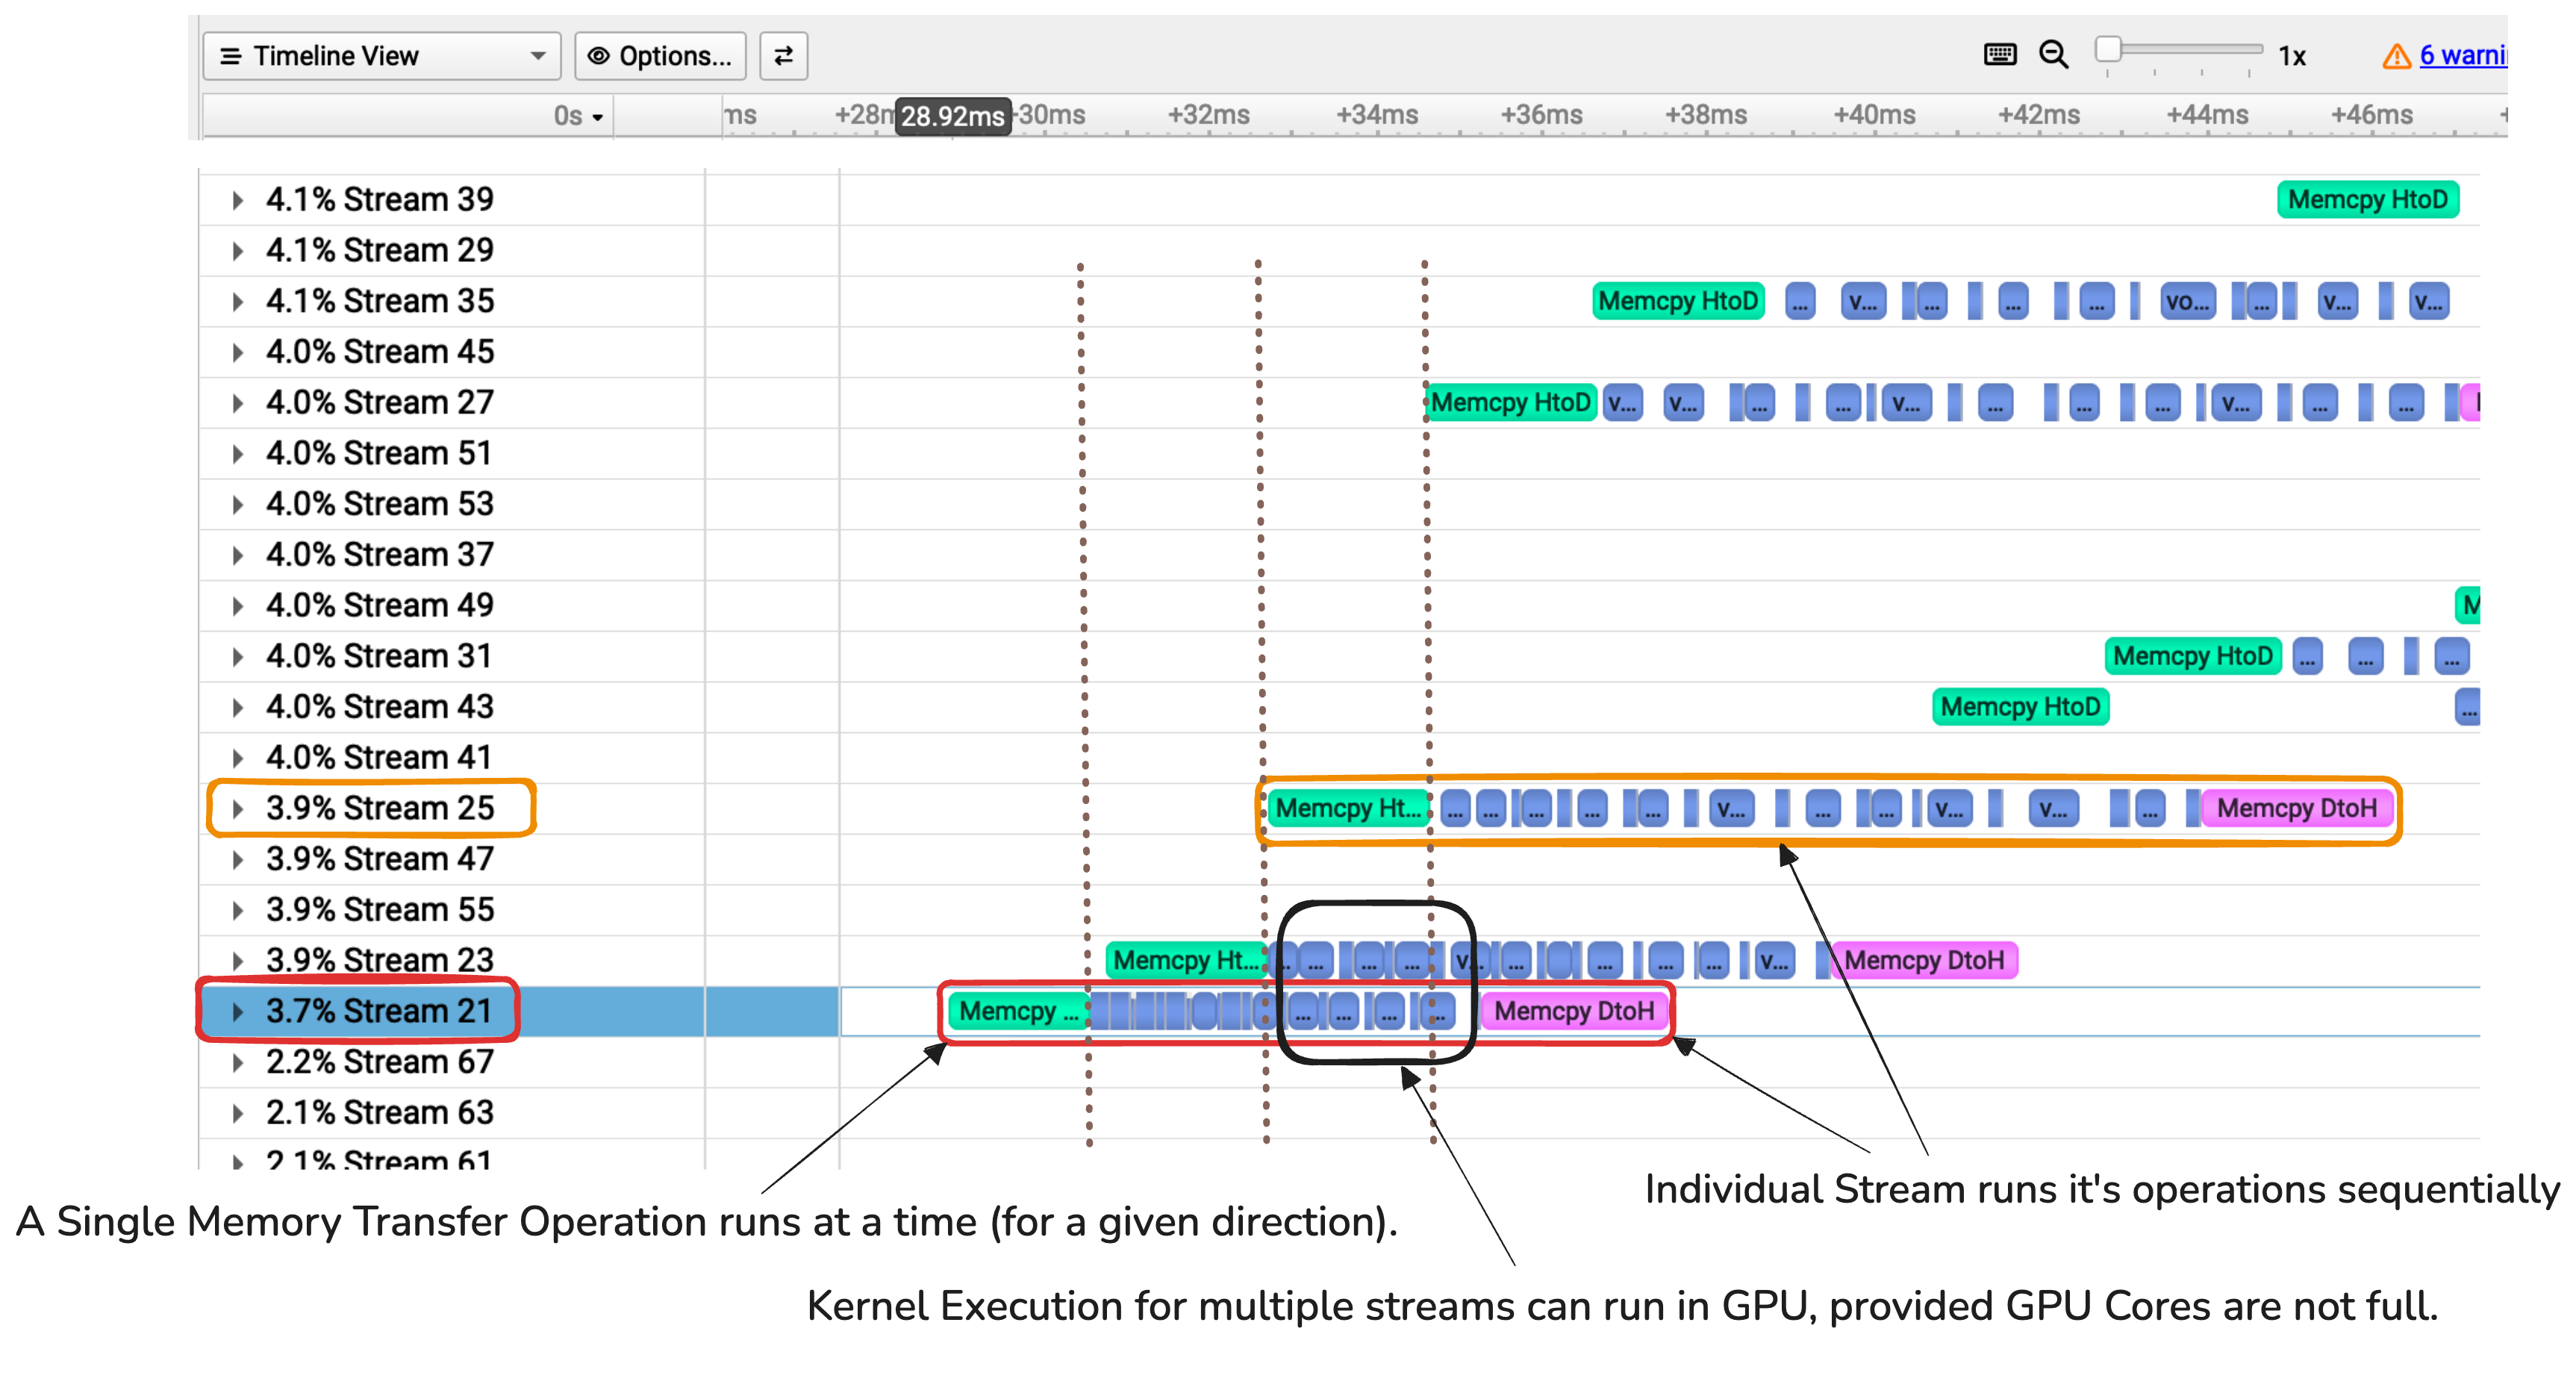 Timeline View Options... 1x 6 warni
0s ms +28m 28.92ms 30ms +32ms +34ms +36ms +38ms +40ms +42ms +44ms +46ms
4.1% Stream 39 Memcpy HtoD
4.1% Stream 29
4.1% Stream 35 Memcpy HtoD ... v... ... ... ... vo... ... v... v...
4.0% Stream 45
4.0% Stream 27 Memcpy HtoD v... v... ... ... v... ... ... ... v... ... ...
4.0% Stream 51
4.0% Stream 53
4.0% Stream 37
4.0% Stream 49 M
4.0% Stream 31 Memcpy HtoD ... ... ...
4.0% Stream 43 Memcpy HtoD ...
4.0% Stream 41
3.9% Stream 25 Memcpy Ht... ... ... ... ... ... v... ... ... v... v... ... Memcpy DtoH
3.9% Stream 47
3.9% Stream 55
3.9% Stream 23 Memcpy Ht... ... ... ... v... ... ... ... ... v... Memcpy DtoH
3.7% Stream 21 Memcpy ... ... ... ... ... Memcpy DtoH
2.2% Stream 67
2.1% Stream 63
2.1% Stream 61
Individual Stream runs it's operations sequentially
A Single Memory Transfer Operation runs at a time (for a given direction).
Kernel Execution for multiple streams can run in GPU, provided GPU Cores are not full.